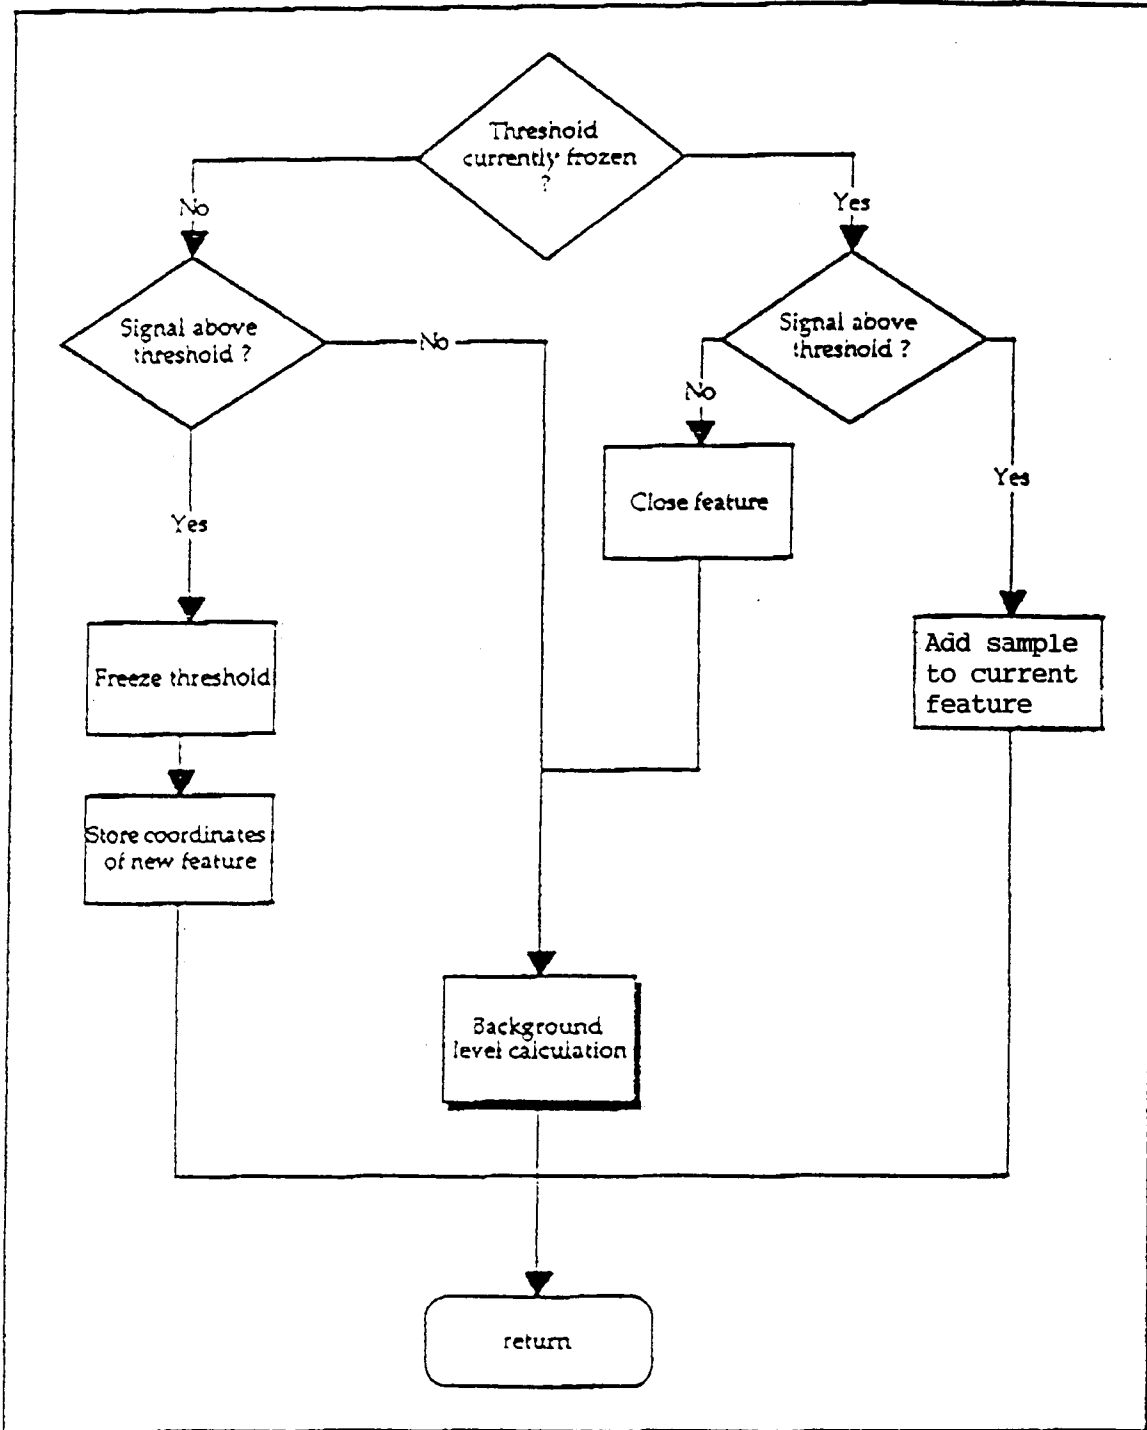 Threshold
currently frozen
?
No
Yes
Signal above
threshold ?
No
Signal above
threshold ?
No
Yes
Close feature
Yes
Freeze threshold
Add sample
to current
feature
Store coordinates
of new feature
Background
level calculation
return